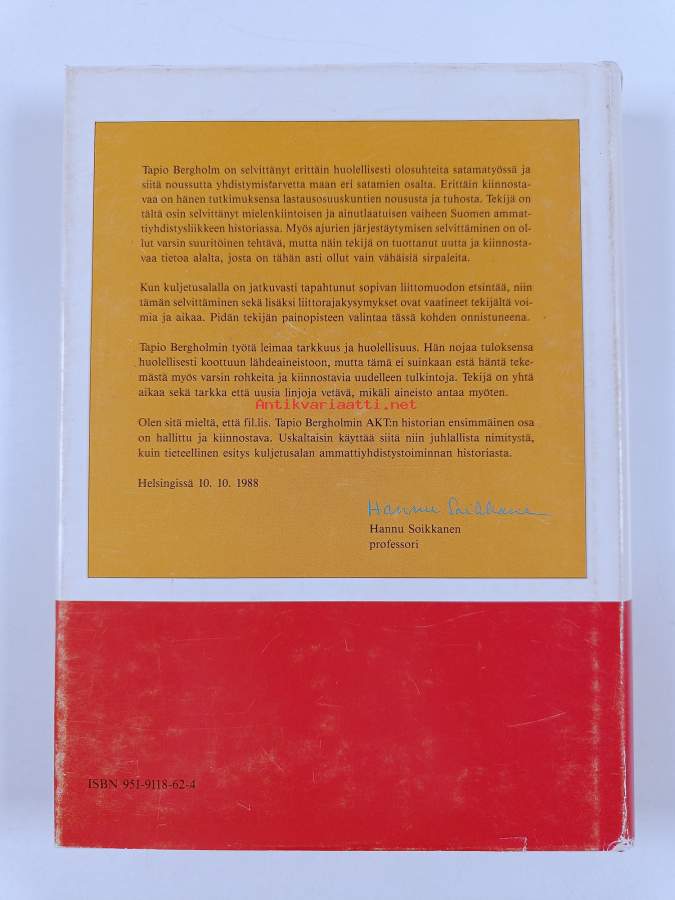 Tapio Bergholm on selvittänyt erittäin huolellisesti olosuhteita satamatyössä ja
siitä noussutta yhdistymistarvetta maan eri satamien osalta. Erittäin kiinnosta-
vaa on hänen tutkimuksensa lastausosuuskuntien noususta ja tuhosta. Tekijä on
tältä osin selvittänyt mielenkiintoisen ja ainutlaatuisen vaiheen Suomen ammat-
tiyhdistysliikkeen historiassa. Myös ajurien järjestäytymisen selvittäminen on ol-
lut varsin suuritöinen tehtävä, mutta näin tekijä on tuottanut uutta ja kiinnosta-
vaa tietoa alalta, josta on tähän asti ollut vain vähäisiä sirpaleita.
Kun kuljetusalalla on jatkuvasti tapahtunut sopivan liittomuodon etsintää, niin
tämän selvittäminen sekä lisäksi liittorajakysymykset ovat vaatineet tekijältä voi-
mia ja aikaa. Pidän tekijän painopisteen valintaa tässä kohden onnistuneena.
Tapio Bergholmin työtä leimaa tarkkuus ja huolellisuus. Hän nojaa tuloksensa
huolellisesti koottuun lähdeaineistoon, mutta tämä ei suinkaan estä häntä teke-
mästä myös varsin rohkeita ja kiinnostavia uudelleen tulkintoja. Tekijä on yhtä
aikaa sekä tarkka että uusia linjoja vetävä, mikäli aineisto antaa myöten.
Antikvariaatti.net
Olen sitä mieltä, että fil.lis. Tapio Bergholmin AKT:n historian ensimmäinen osa
on hallittu ja kiinnostava. Uskaltaisin käyttää siitä niin juhlallista nimitystä,
kuin tieteellinen esitys kuljetusalan ammattiyhdistystoiminnan historiasta.
Helsingissä 10. 10. 1988
Hannu Soikkanen
Hannu Soikkanen
professori
ISBN 951-9118-62-4